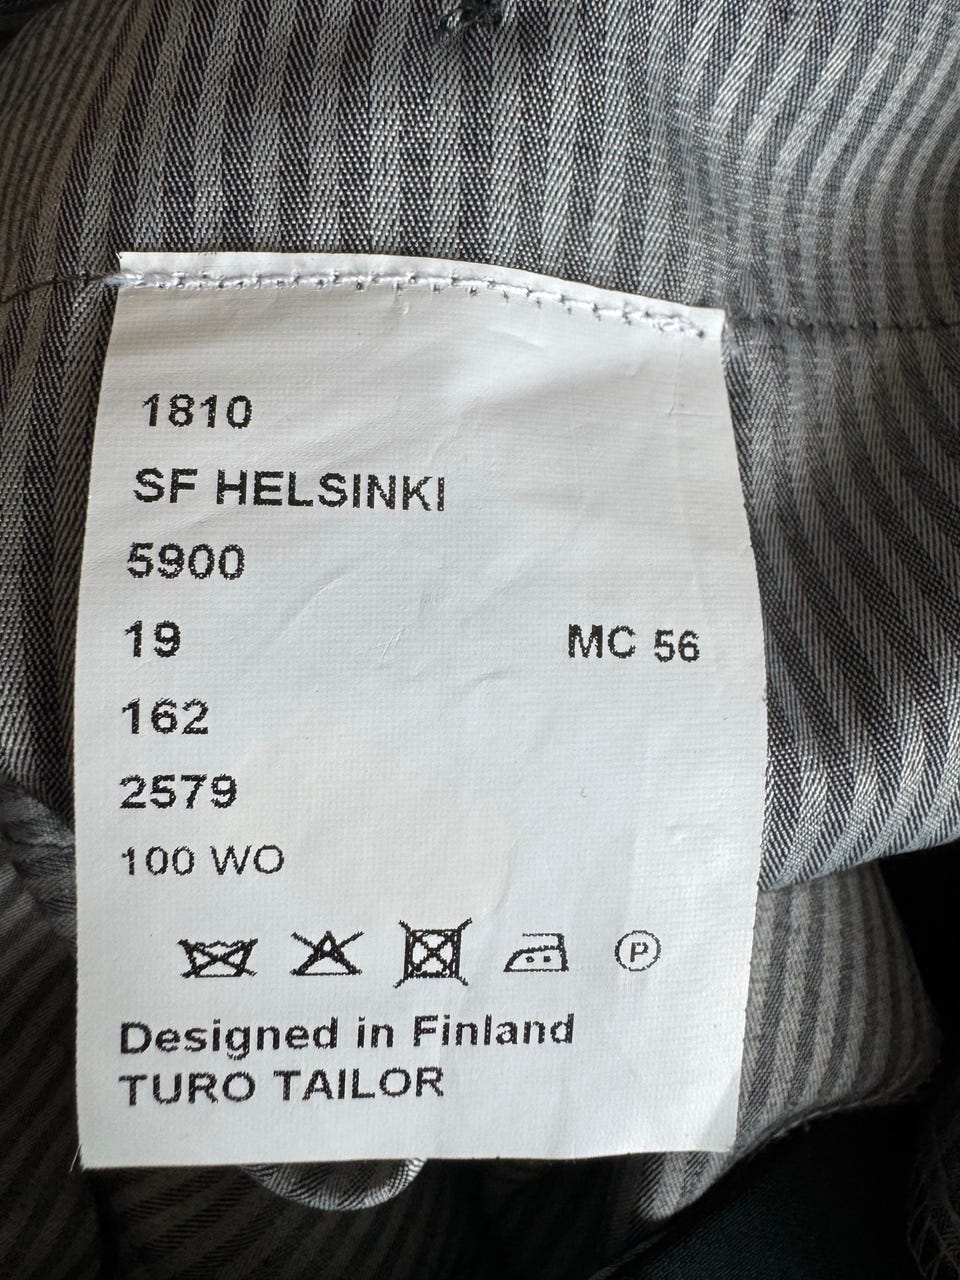 1810
SF HELSINKI
5900
19 MC 56
162
2579
100 WO
P
Designed in Finland
TURO TAILOR